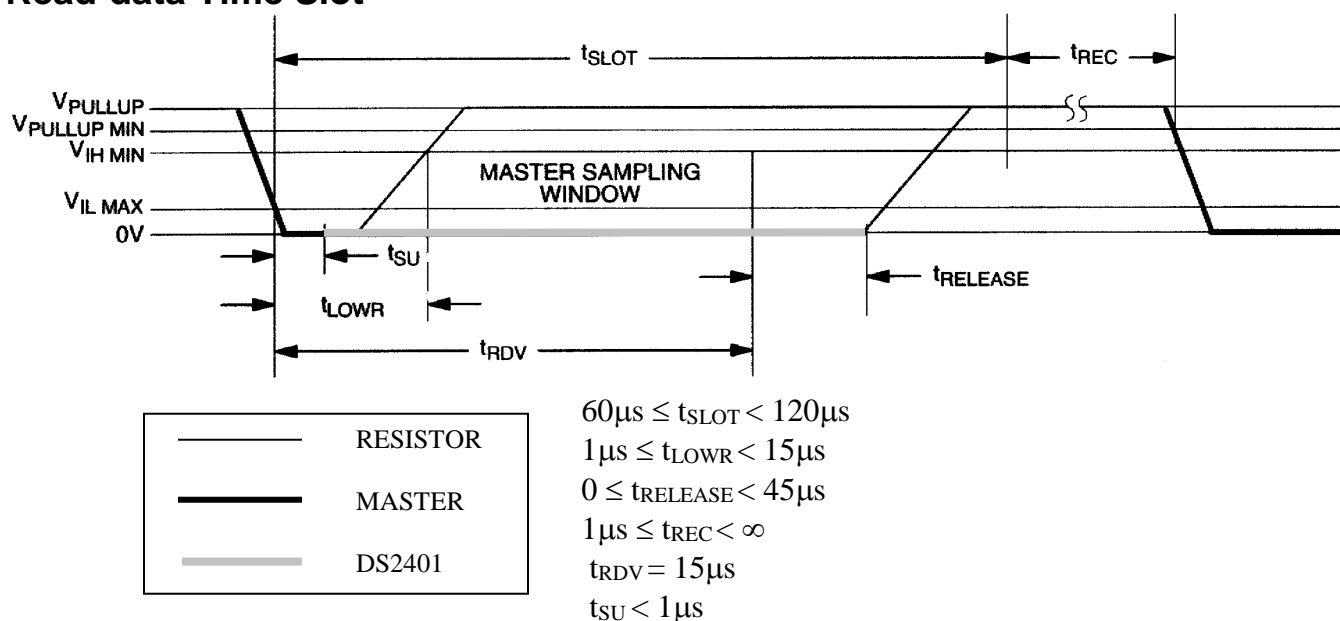 Read-data Time Slot
tSLOT
tREC
VPULLUP
VPULLUP MIN
VIH MIN
MASTER SAMPLING
WINDOW
VIL MAX
0V
tSU
tRELEASE
tLOWR
tRDV
RESISTOR
MASTER
DS2401
60μs ≤ tSLOT < 120μs
1μs ≤ tLOWR < 15μs
0 ≤ tRELEASE < 45μs
1μs ≤ tREC < ∞
tRDV = 15μs
tSU < 1μs